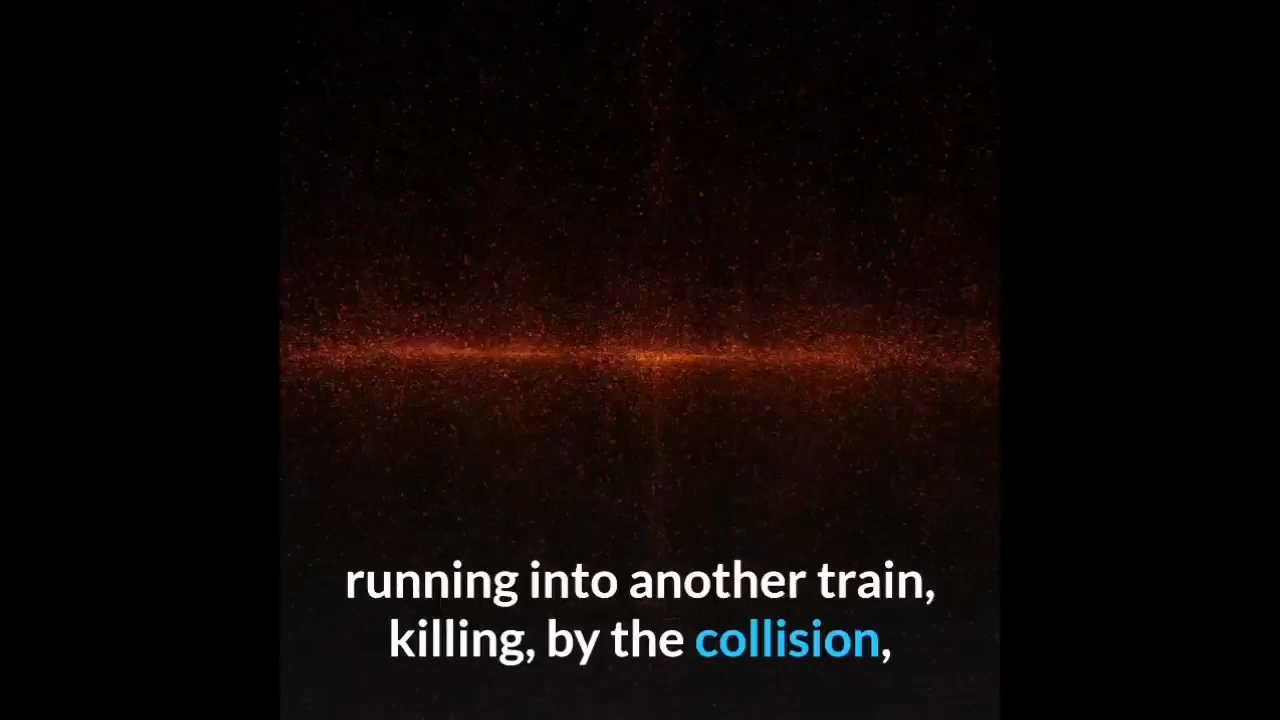 running into another train,
killing, by the collision,